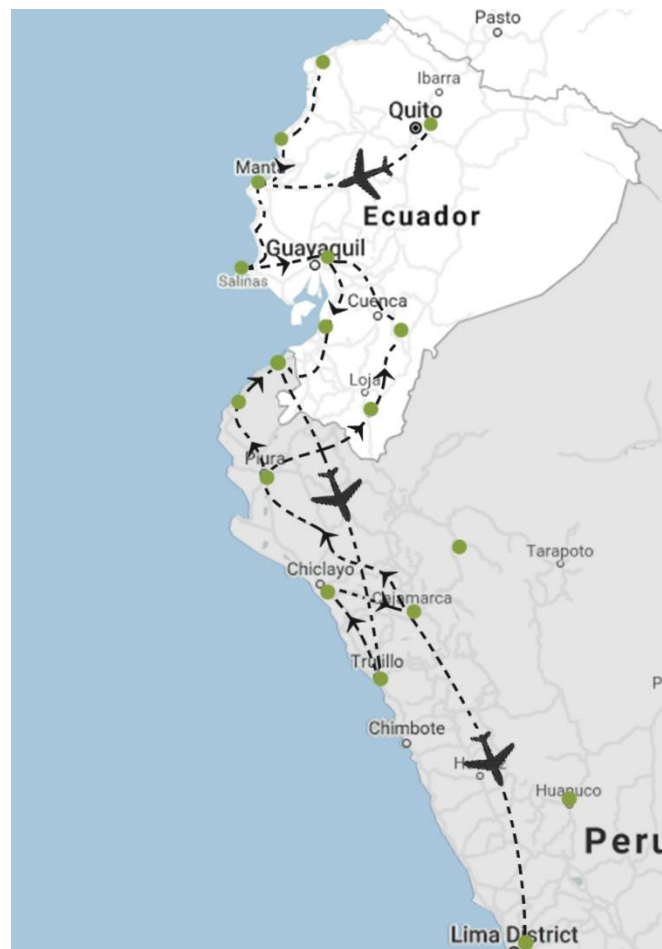 Pasto
Ibarra
Quito
Manta
Ecuador
Guayaquil
Salinas
Cuenca
Loja
Piura
Tarapoto
Chiclayo
Cajamarca
Trujillo
Chimbote
Huanuco
Peru
Lima District